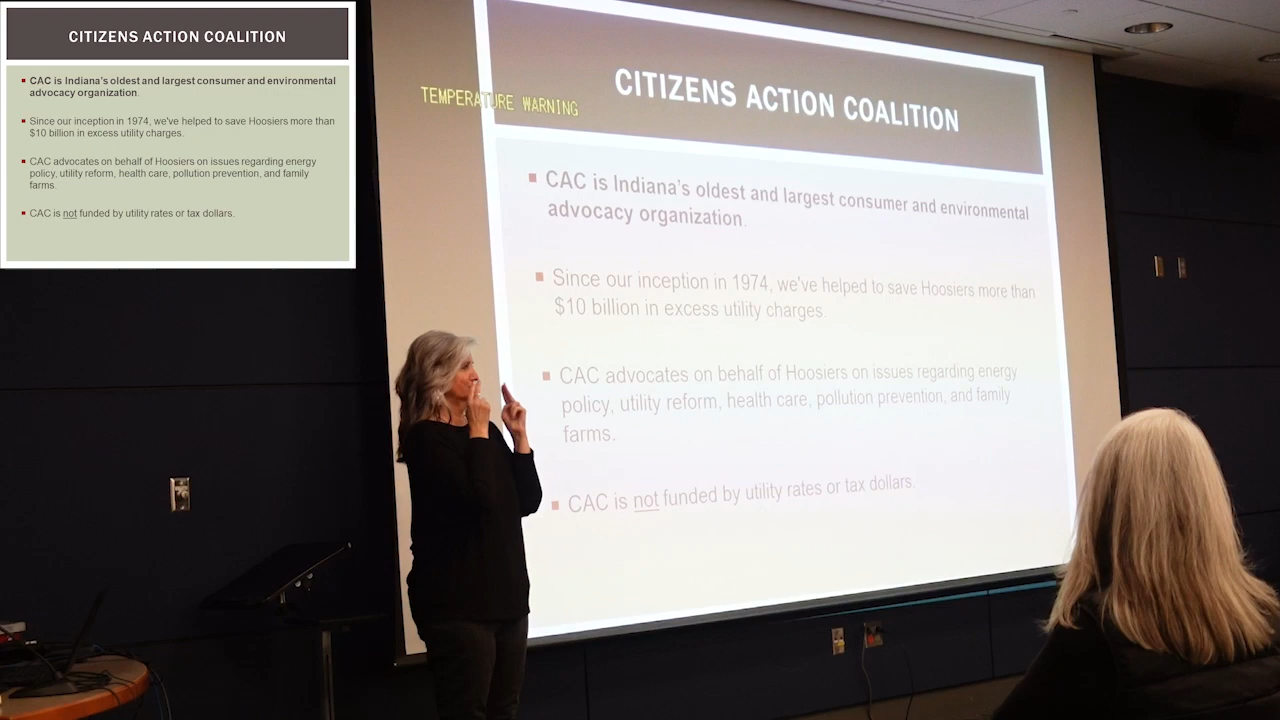 CITIZENS ACTION COALITION
▪ CAC is Indiana's oldest and largest consumer and environmental
advocacy organization.
▪ Since our inception in 1974, we've helped to save Hoosiers more than
$10 billion in excess utility charges.
▪ CAC advocates on behalf of Hoosiers on issues regarding energy
policy, utility reform, health care, pollution prevention, and family
farms.
▪ CAC is not funded by utility rates or tax dollars.
TEMPERATURE WARNING
CITIZENS ACTION COALITION
▪ CAC is Indiana's oldest and largest consumer and environmental
advocacy organization.
▪ Since our inception in 1974, we've helped to save Hoosiers more than
$10 billion in excess utility charges.
▪ CAC advocates on behalf of Hoosiers on issues regarding energy
policy, utility reform, health care, pollution prevention, and family
farms.
▪ CAC is not funded by utility rates or tax dollars.